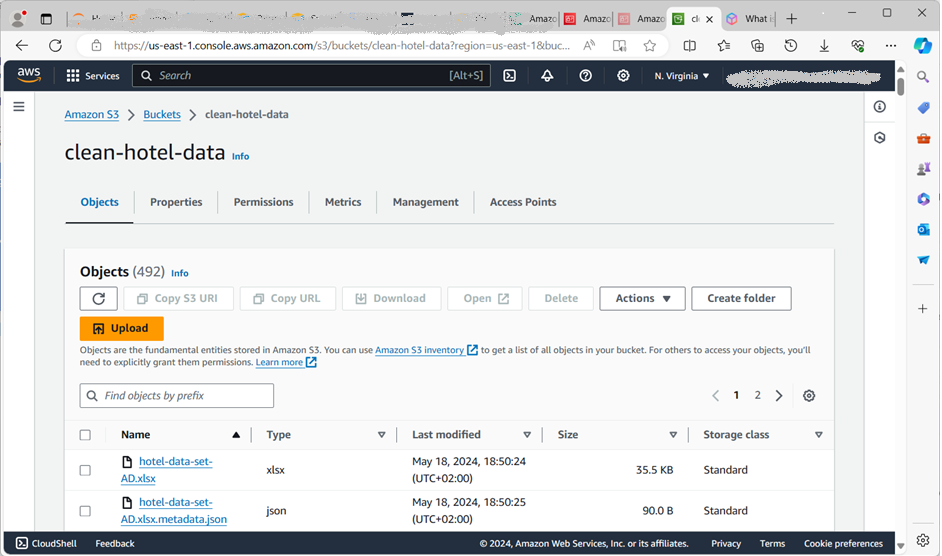 Amazo
Amazo
Amazo
cl
What i
https://us-east-1.console.aws.amazon.com/s3/buckets/clean-hotel-data?region=us-east-1&buc...
aws
Services
Search
[Alt+S]
N. Virginia
Amazon S3 > Buckets > clean-hotel-data
clean-hotel-data Info
Objects Properties Permissions Metrics Management Access Points
Objects (492) Info
Copy S3 URI Copy URL Download Open Delete Actions Create folder
Upload
Objects are the fundamental entities stored in Amazon S3. You can use Amazon S3 inventory to get a list of all objects in your bucket. For others to access your objects, you'll
need to explicitly grant them permissions. Learn more
Find objects by prefix
1 2
Name Type Last modified Size Storage class
hotel-data-set-
AD.xlsx
xlsx
May 18, 2024, 18:50:24
(UTC+02:00)
35.5 KB
Standard
hotel-data-set-
AD.xlsx.metadata.json
json
May 18, 2024, 18:50:25
(UTC+02:00)
90.0 B
Standard
CloudShell Feedback © 2024, Amazon Web Services, Inc. or its affiliates. Privacy Terms Cookie preferences